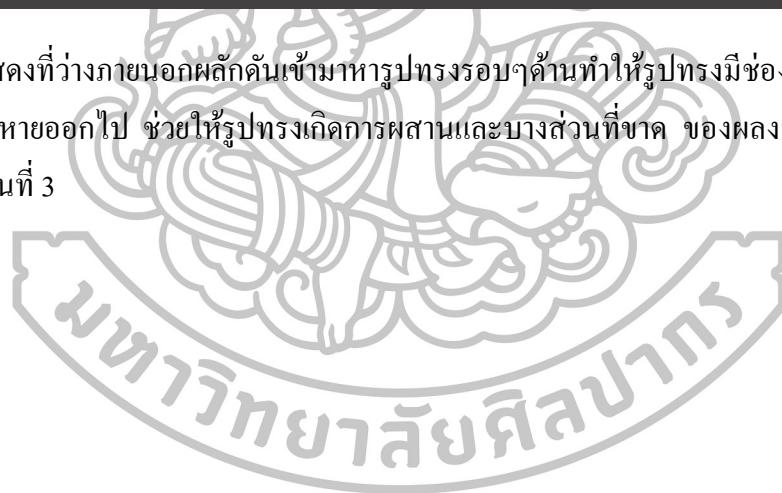 สดงที่ว่างภายนอกผลักดันเข้ามาหารูปทรงรอบๆด้านทำให้รูปทรงมีช่อง
หายออกไป ช่วยให้รูปทรงเกิดการผสานและบางส่วนที่ขาด ของผลง
นที่ 3
มหาวิทยาลัยศิลปากร